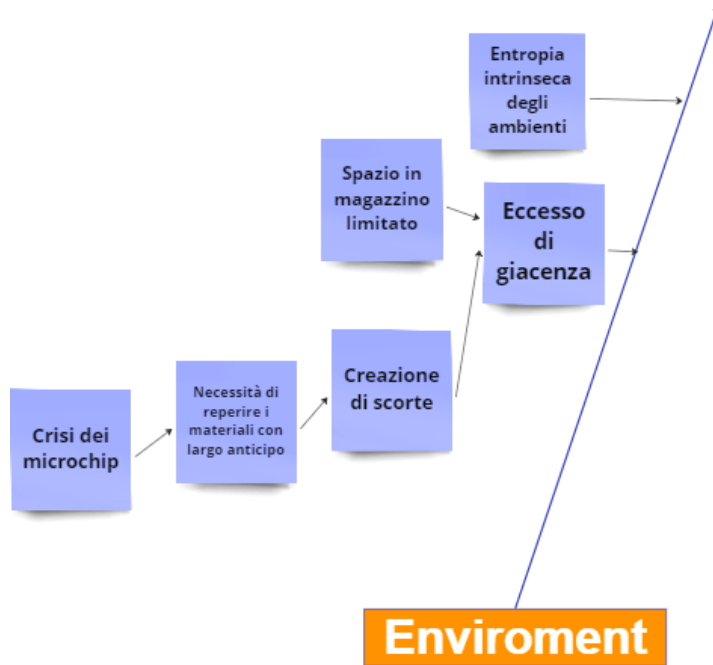 Entropia
intrinseca
degli
ambienti
Spazio in
magazzino
limitato
Eccesso
di
giacenza
Creazione
di scorte
Necessità di
reperire i
materiali con
largo anticipo
Crisi dei
microchip
Enviroment